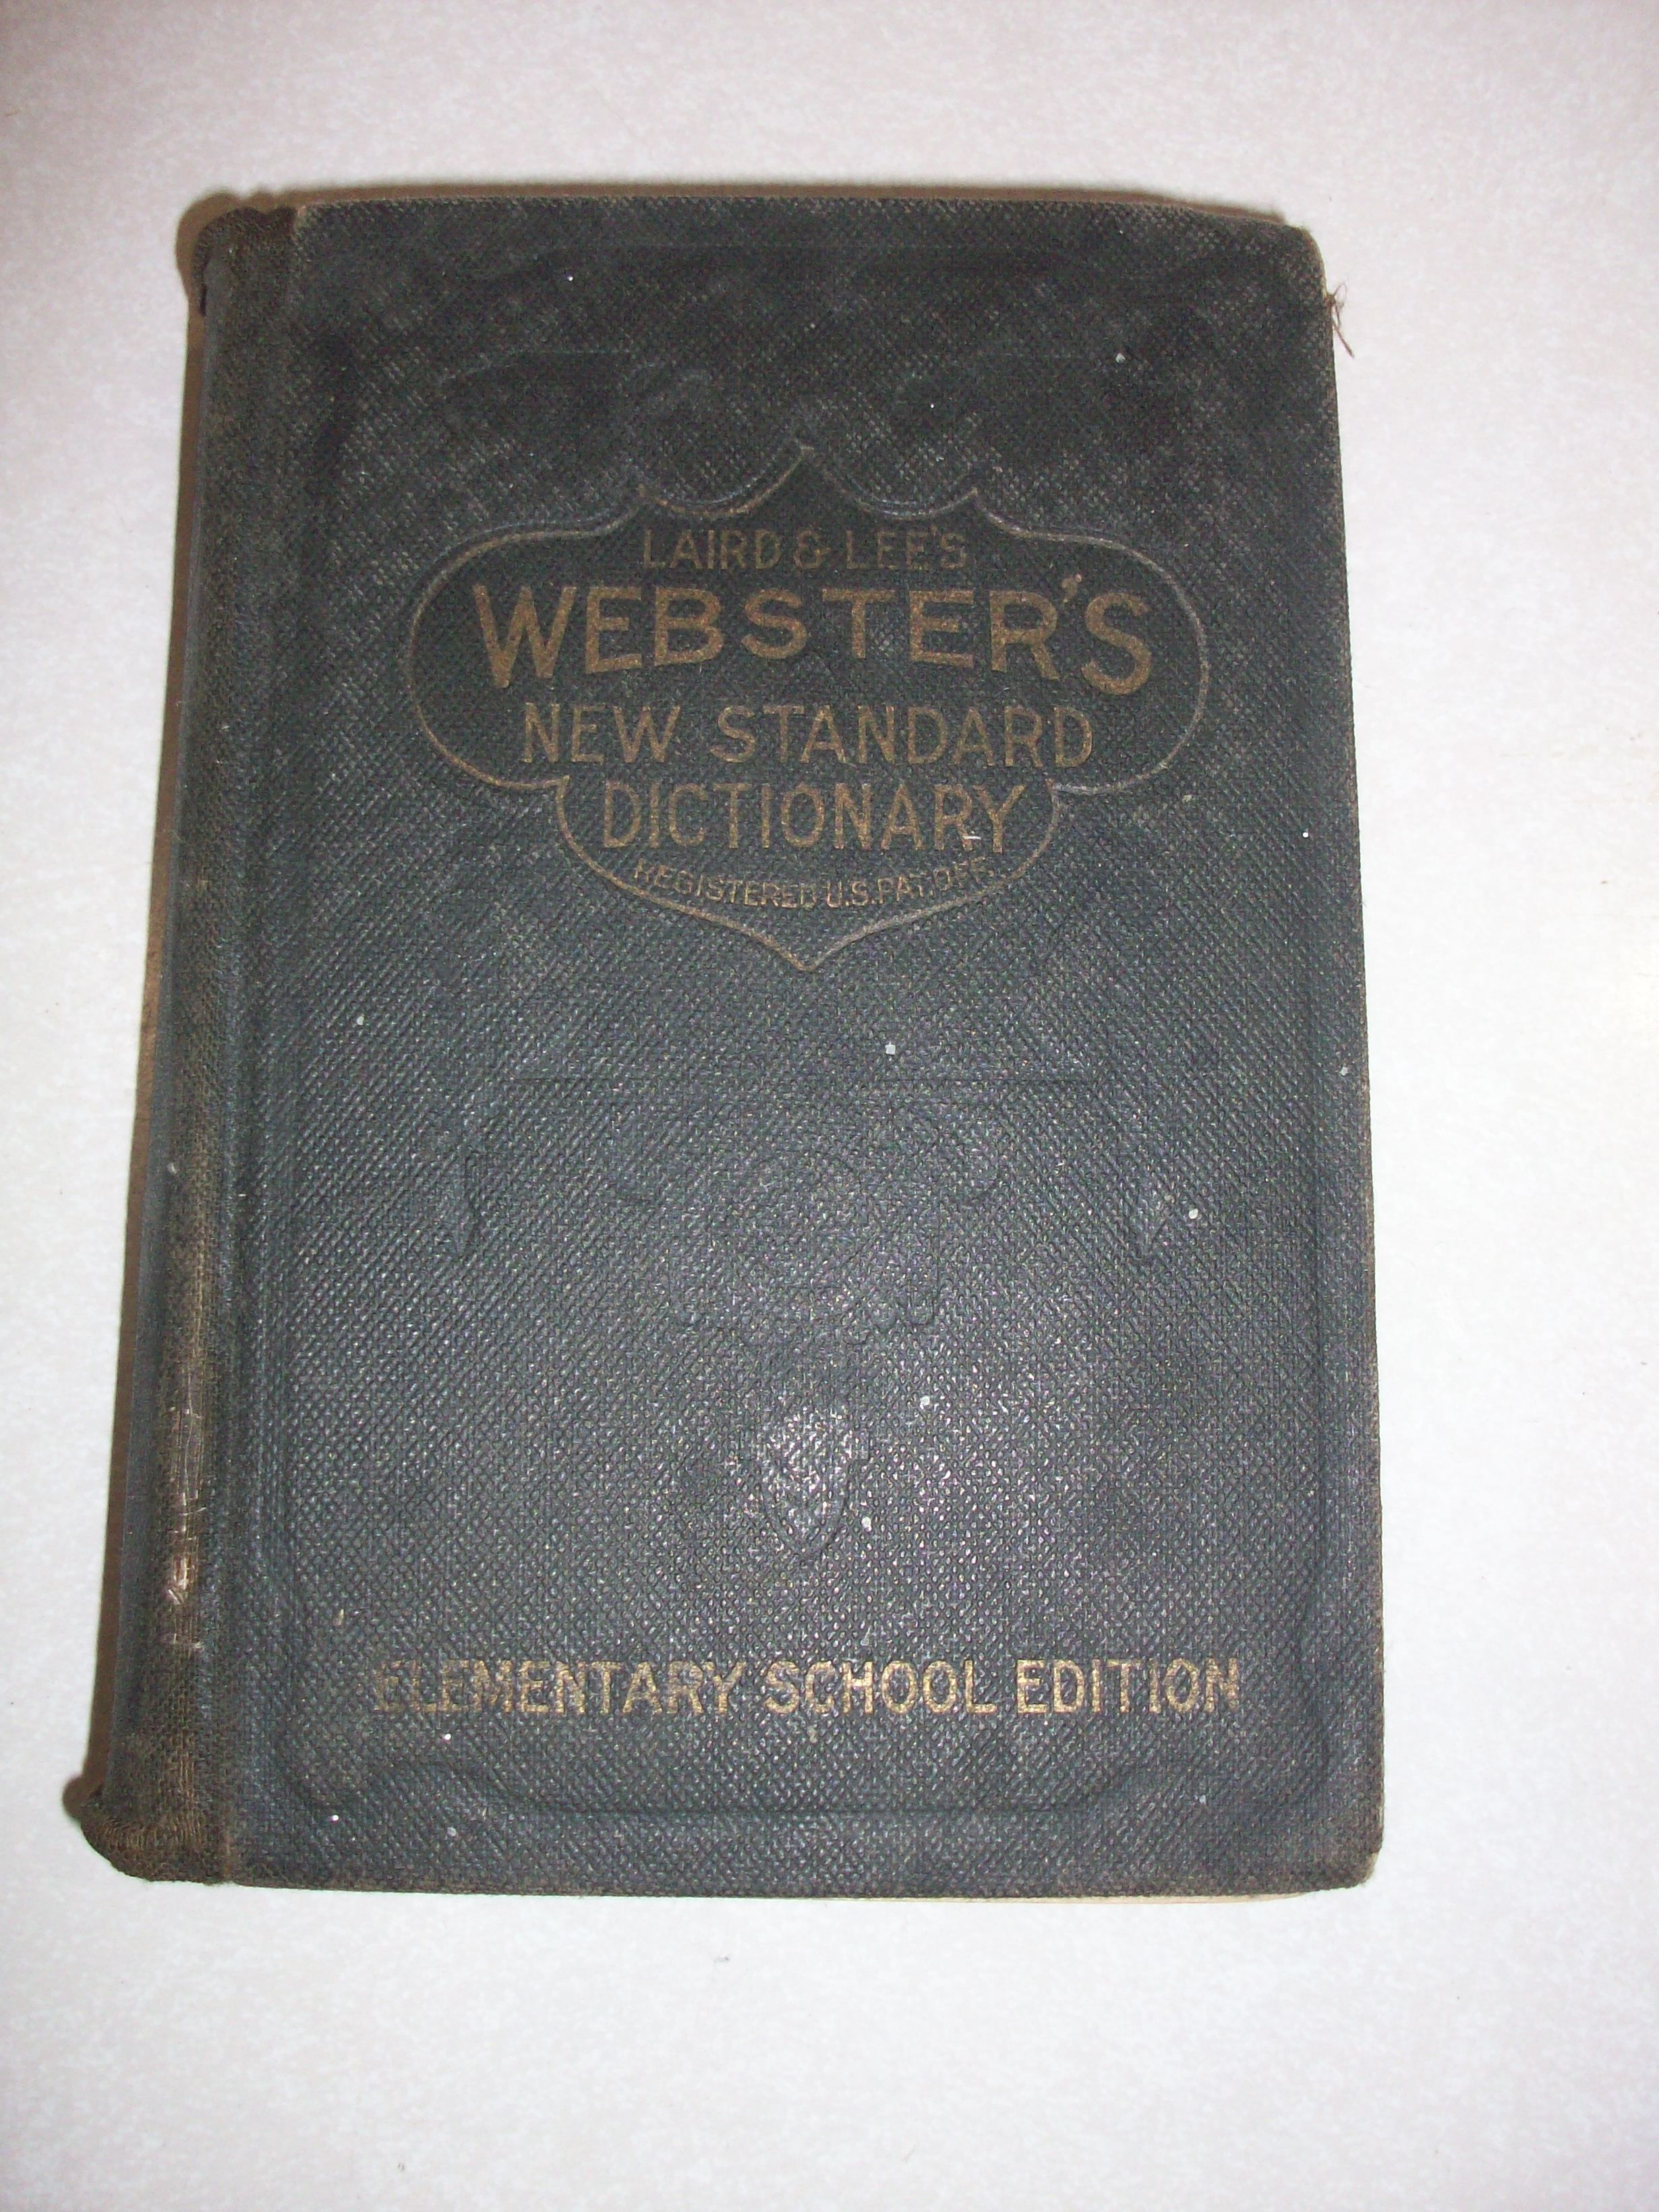 LAIRD & LEE'S
WEBSTER'S
NEW STANDARD
DICTIONARY
REGISTERED U.S. PAT. OFF.
ELEMENTARY SCHOOL EDITION